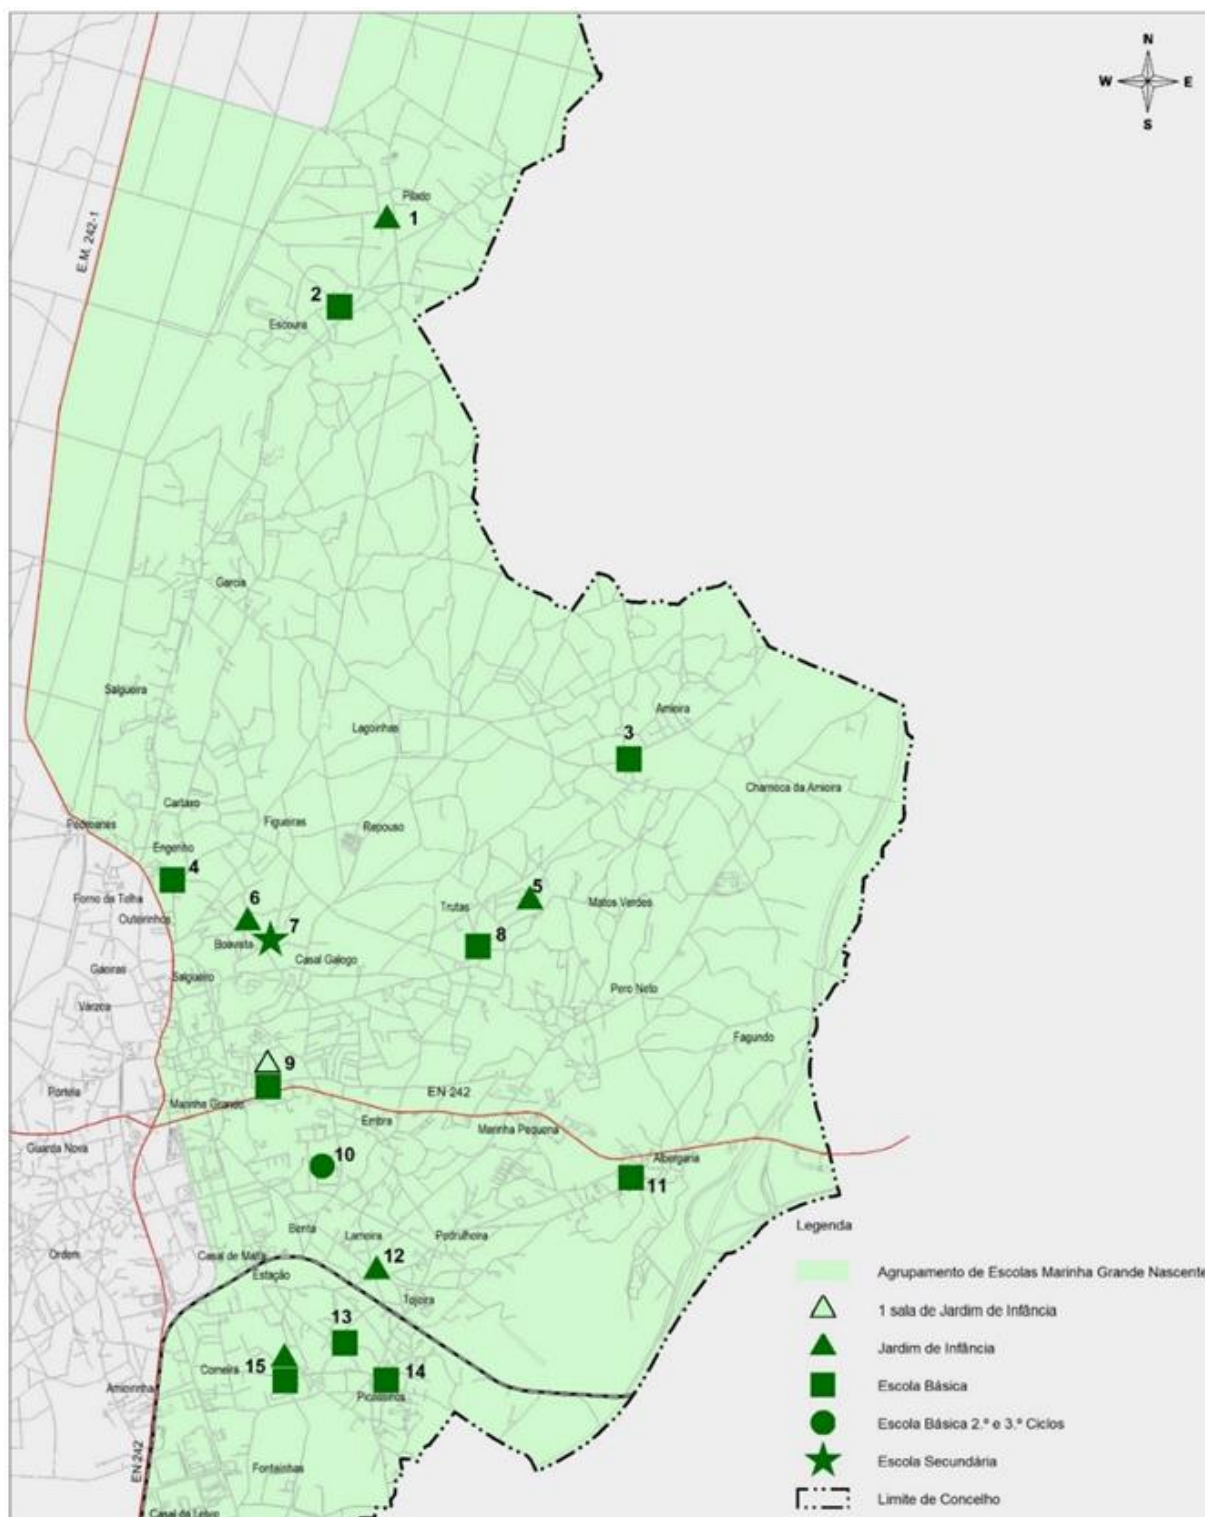 N
W E
S
Pilado
1
E.M. 242-1
2
Escoura
Garcia
Salgueira
Amieira
Lagoinhas
3
Charneca da Amieira
Cartaxo
Pedreanes
Figueiras
Repouso
Engenho
4
5
Forno da Telha
6
Trutas
Matos Verdes
Outeirinhos
7
8
Boavista
Casal Galego
Gaeiras
Salgueiro
Pero Neto
Varzea
Fagundo
9
Portela
EN 242
Marinha Grande
Embra
Marinha Pequena
Guarda Nova
10
Albergaria
11
Benta
Lameira
Pedrulheira
Legenda
Ordem
Casal de Malta
12
Estação
Tojeira
Agrupamento de Escolas Marinha Grande Nascente
1 sala de Jardim de Infância
13
Jardim de Infância
15
Comeira
14
Amieirinha
Picassinos
Escola Básica
Escola Básica 2.º e 3.º Ciclos
EN 242
Fontainhas
Escola Secundária
Limite de Concelho